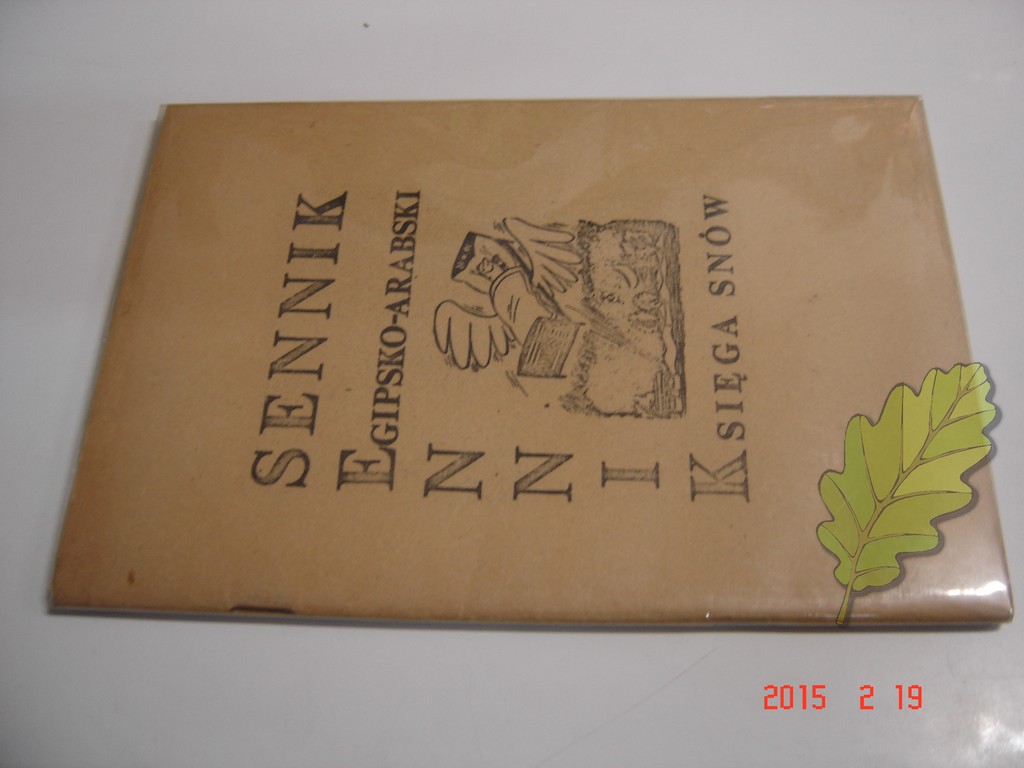 SENNIK
EGIPSKO-ARABSKI
N
N
I
KSIĘGA SNÓW
2015 2 19